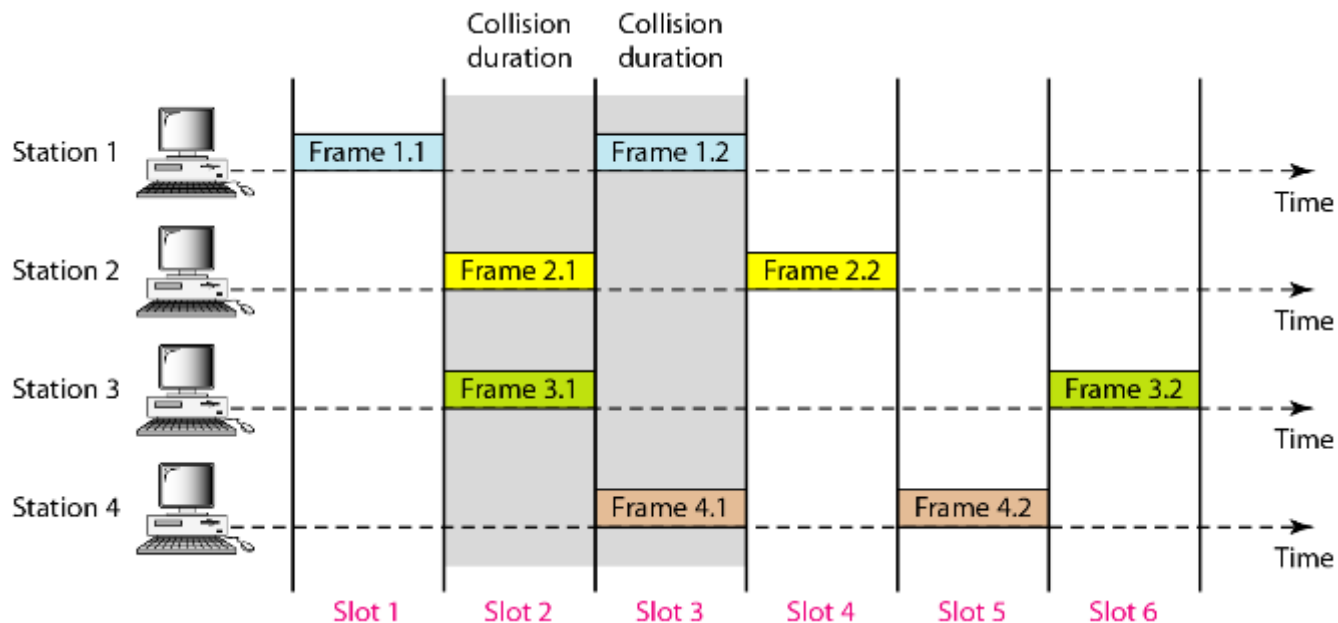 Collision duration
Collision duration
Station 1
Frame 1.1
Frame 1.2
Time
Station 2
Frame 2.1
Frame 2.2
Time
Station 3
Frame 3.1
Frame 3.2
Time
Station 4
Frame 4.1
Frame 4.2
Time
Slot 1
Slot 2
Slot 3
Slot 4
Slot 5
Slot 6